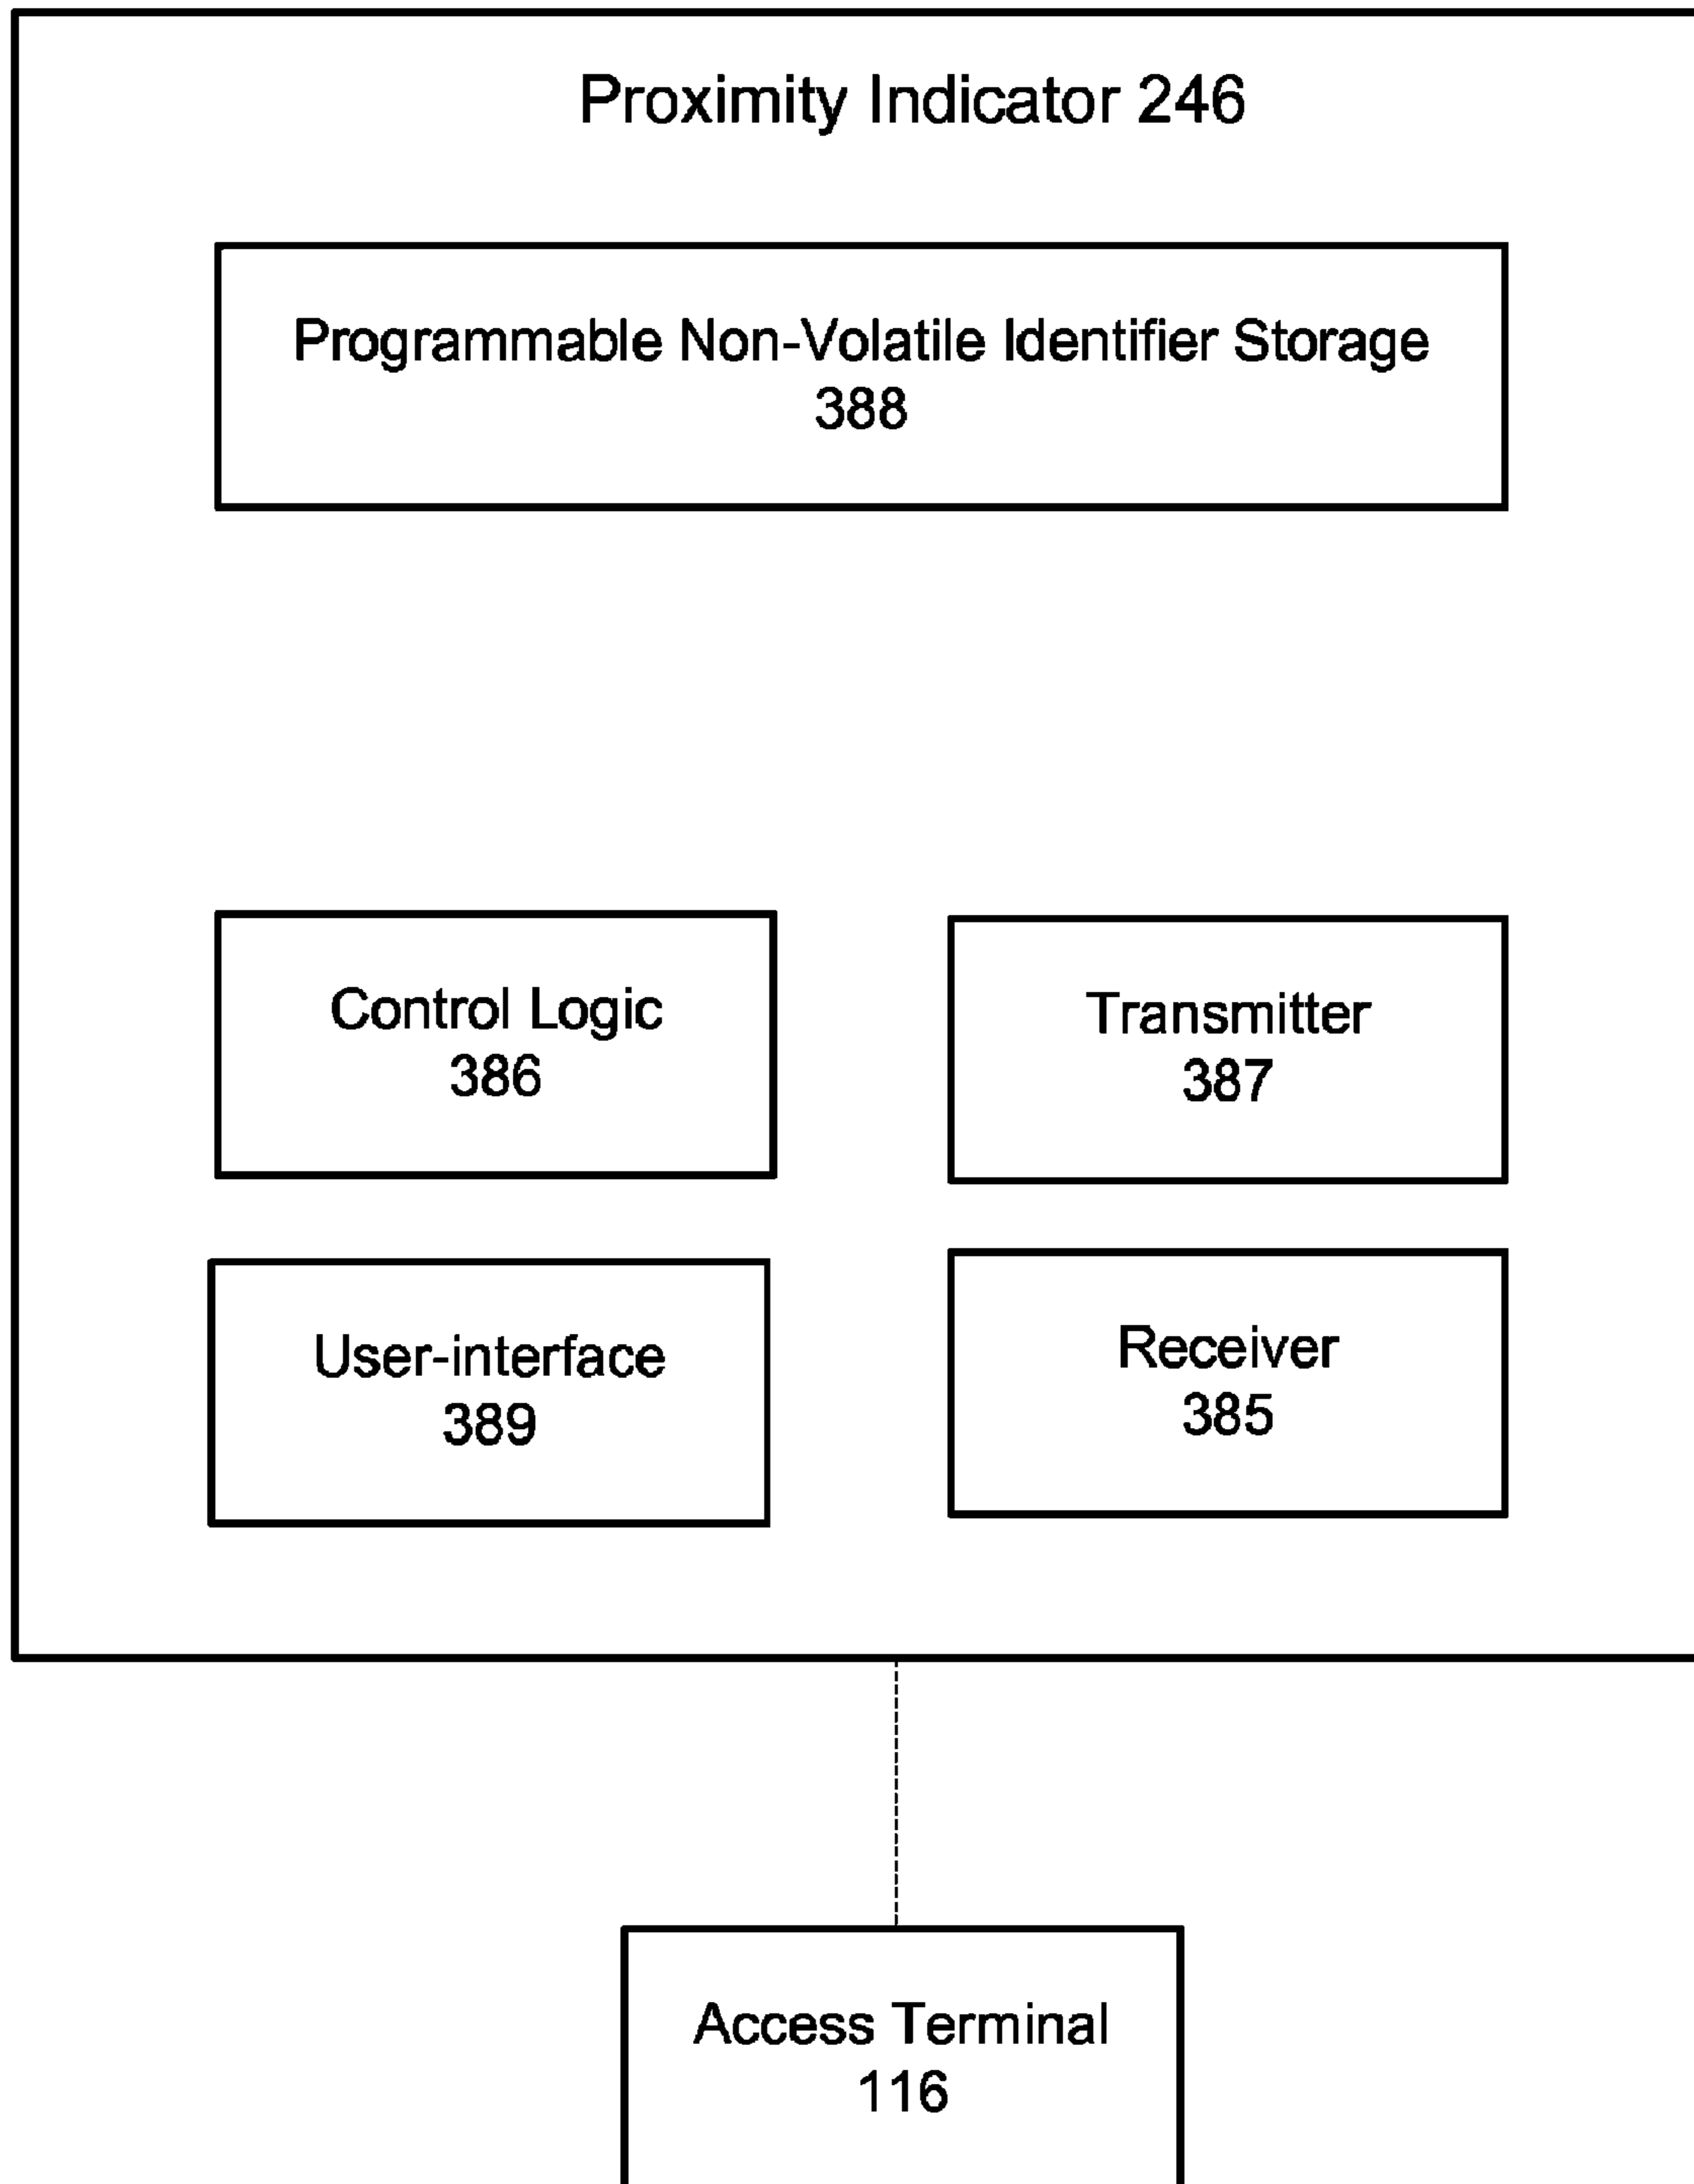 Proximity Indicator 246
Programmable Non-Volatile Identifier Storage
388
Control Logic
386
Transmitter
387
User-interface
389
Receiver
385
Access Terminal
116